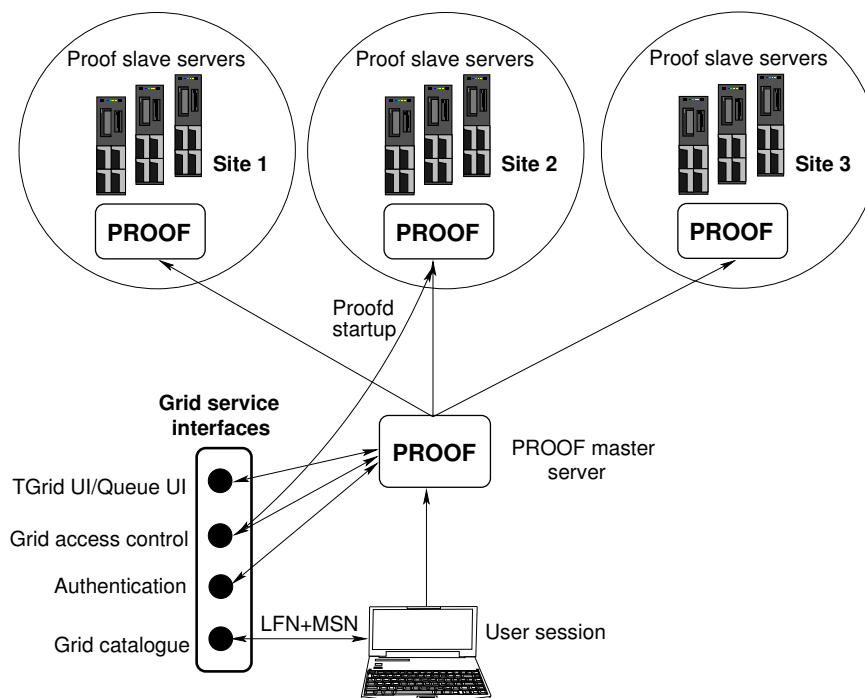 Proof slave servers
Proof slave servers
Proof slave servers
Site 1
Site 2
Site 3
PROOF
PROOF
PROOF
Proofd
startup
Grid service
interfaces
PROOF
PROOF master
server
TGrid UI/Queue UI
Grid access control
Authentication
Grid catalogue
LFN+MSN
User session